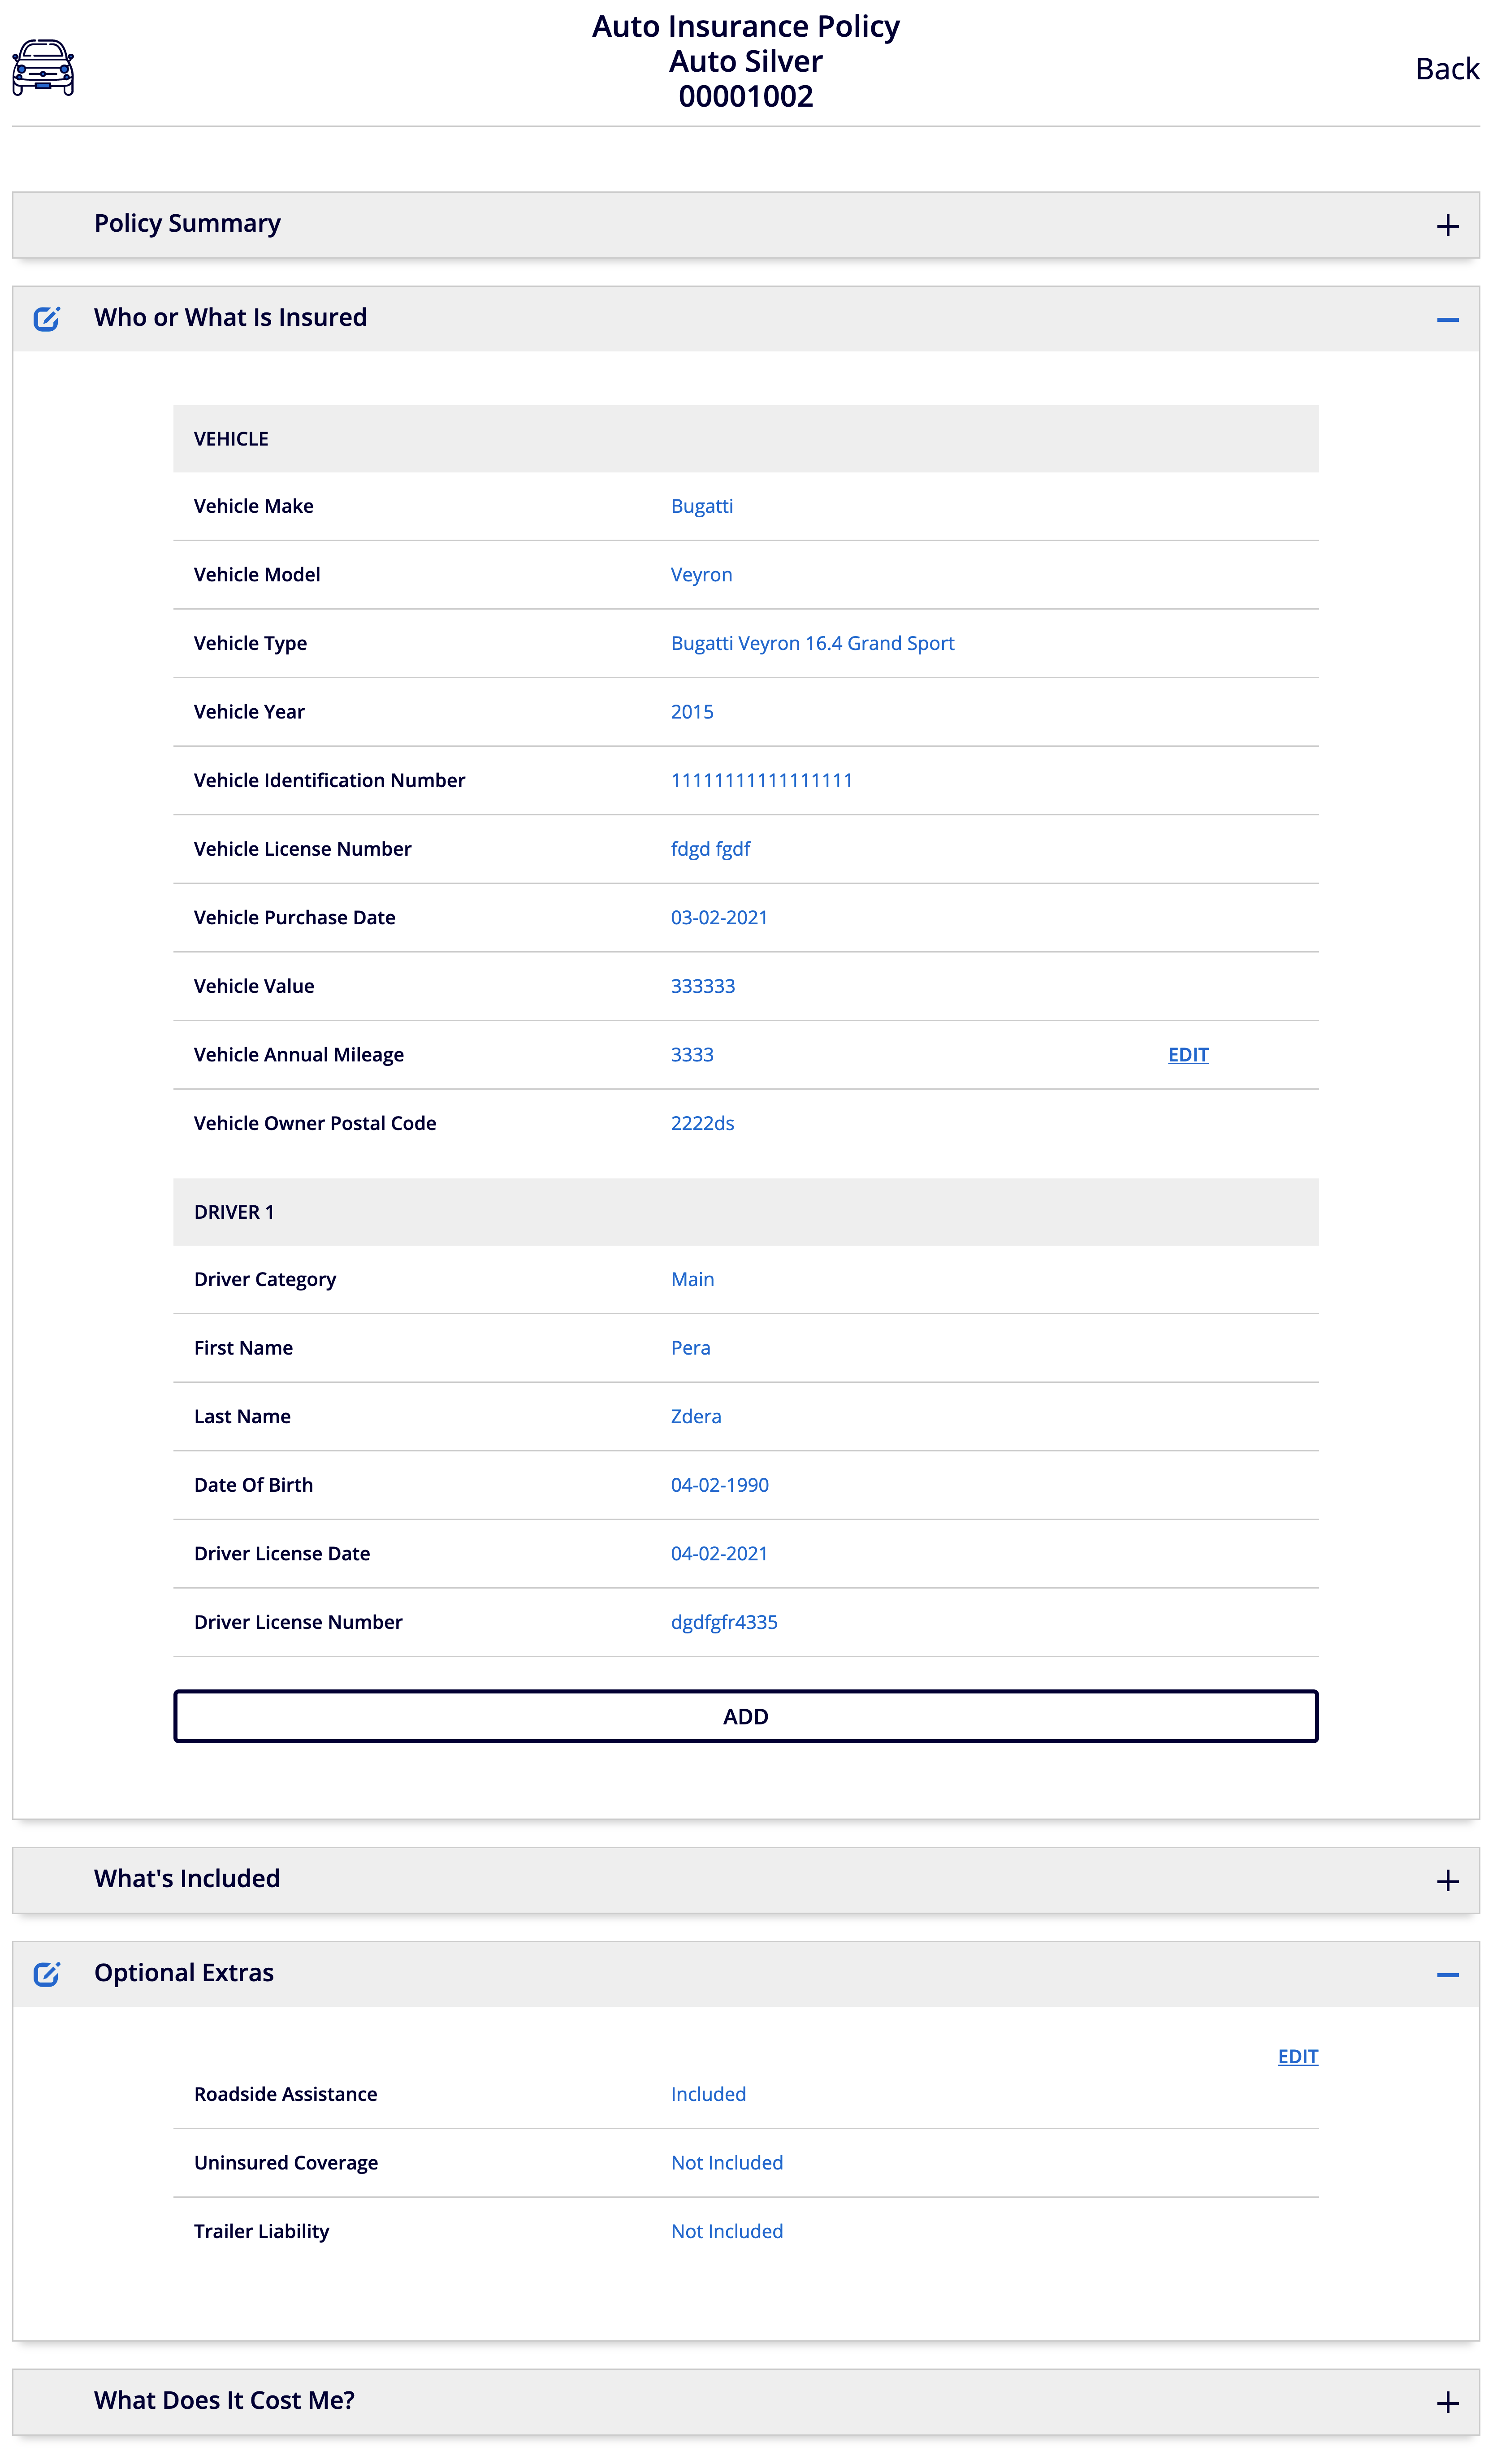 Auto Insurance Policy
Auto Silver
00001002
Back
Policy Summary
Who or What Is Insured
VEHICLE
Vehicle Make Bugatti
Vehicle Model Veyron
Vehicle Type Bugatti Veyron 16.4 Grand Sport
Vehicle Year 2015
Vehicle Identification Number 11111111111111111
Vehicle License Number fdgd fgdf
Vehicle Purchase Date 03-02-2021
Vehicle Value 333333
Vehicle Annual Mileage 3333 EDIT
Vehicle Owner Postal Code 2222ds
DRIVER 1
Driver Category Main
First Name Pera
Last Name Zdera
Date Of Birth 04-02-1990
Driver License Date 04-02-2021
Driver License Number dgdfgfr4335
ADD
What's Included
Optional Extras
EDIT
Roadside Assistance Included
Uninsured Coverage Not Included
Trailer Liability Not Included
What Does It Cost Me?